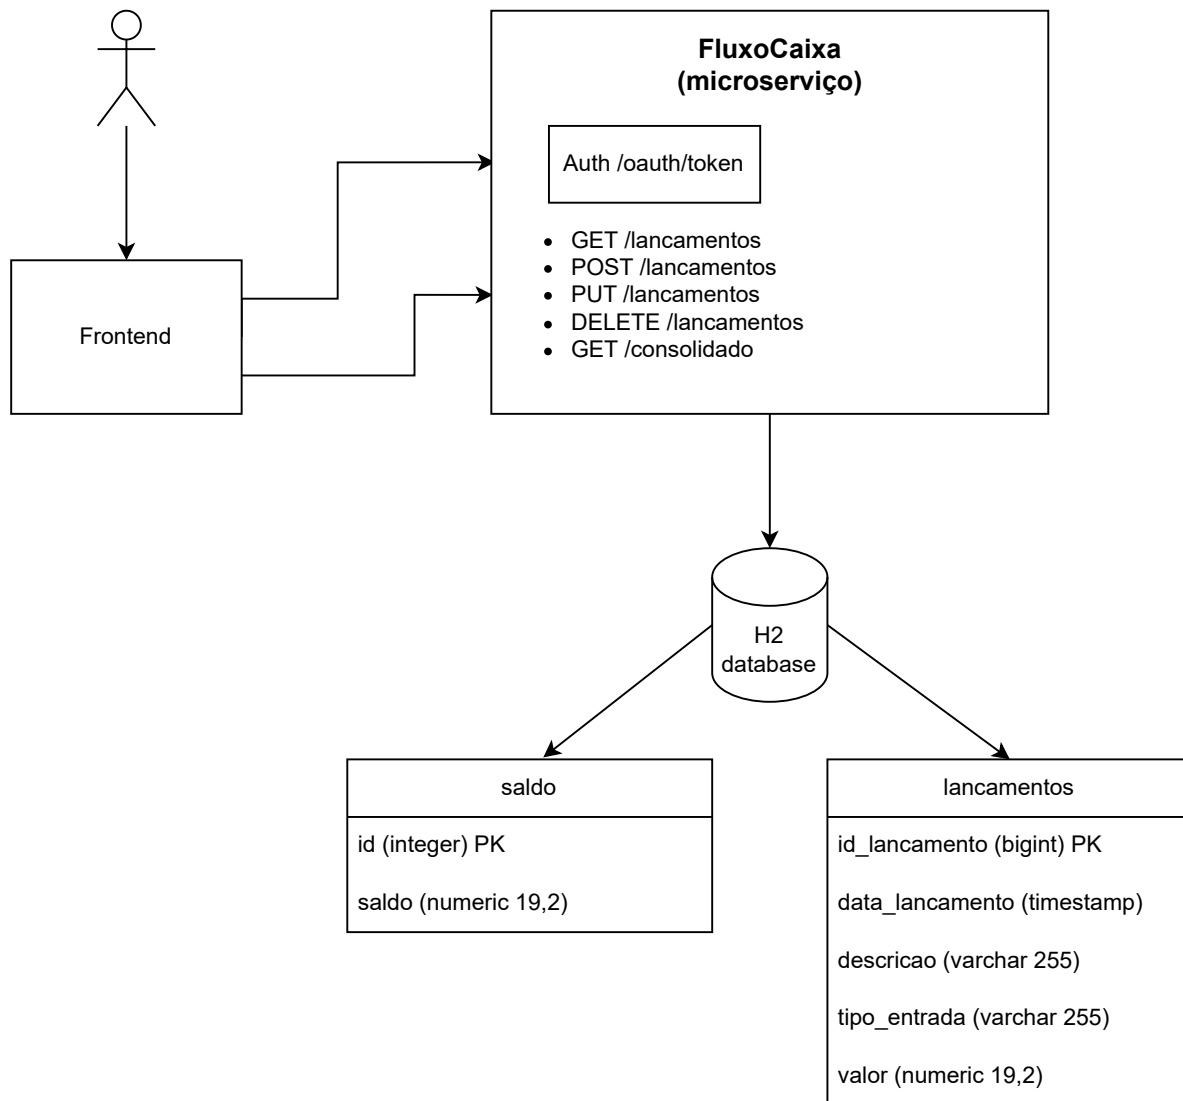 FluxoCaixa
(microserviço)
Auth /oauth/token
GET /lancamentos
POST /lancamentos
PUT /lancamentos
DELETE /lancamentos
GET /consolidado
Frontend
H2
database
saldo
id (integer) PK
saldo (numeric 19,2)
lancamentos
id_lancamento (bigint) PK
data_lancamento (timestamp)
descricao (varchar 255)
tipo_entrada (varchar 255)
valor (numeric 19,2)